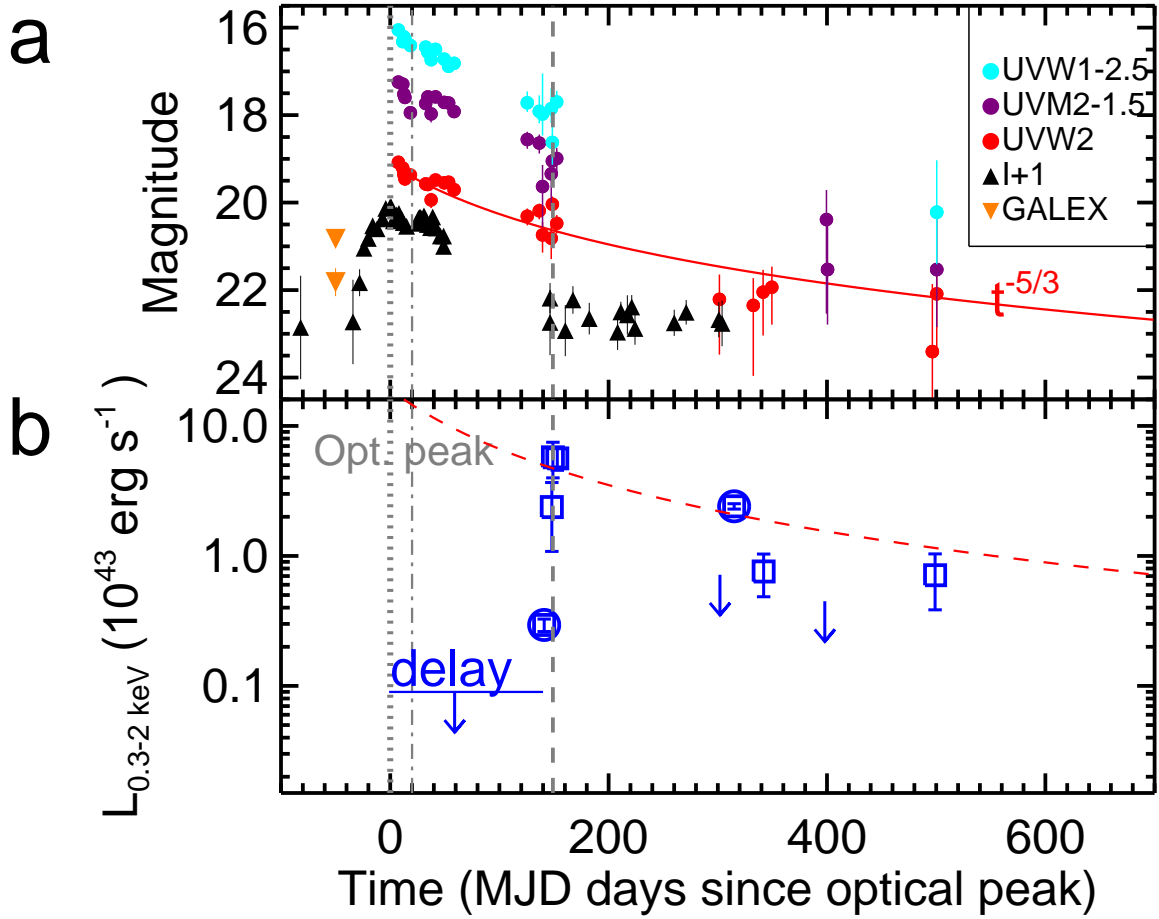 a
16
18
20
22
24
Magnitude
UVW1-2.5
UVM2-1.5
UVW2
I+1
GALEX
t-5/3
b
10.0
1.0
0.1
L0.3-2 keV (10^43 erg s^-1)
Opt. peak
delay
0
200
400
600
Time (MJD days since optical peak)